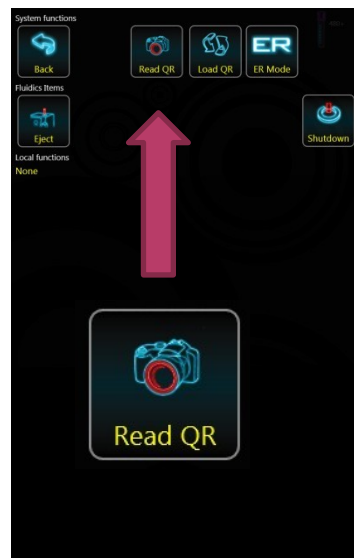 System functions
Back
Read QR
Load QR
ER
ER Mode
Fluidics Items
Eject
Shutdown
Local functions
None
Read QR